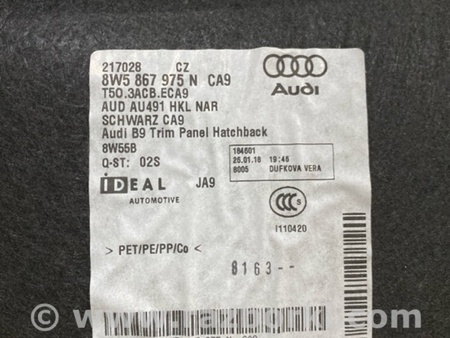 217028 CZ
8W5 867 975 N CA9
T50.3ACB.ECA9
AUD AU491 HKL NAR
SCHWARZ CA9
Audi B9 Trim Panel Hatchback
8W55B
Q-ST: 02S
Audi
184601
26.01.18 19:45
8005 DUFKOVA VERA
IDEAL JA9
AUTOMOTIVE
CCC S
I110420
> PET/PE/PP/Co <
8163--